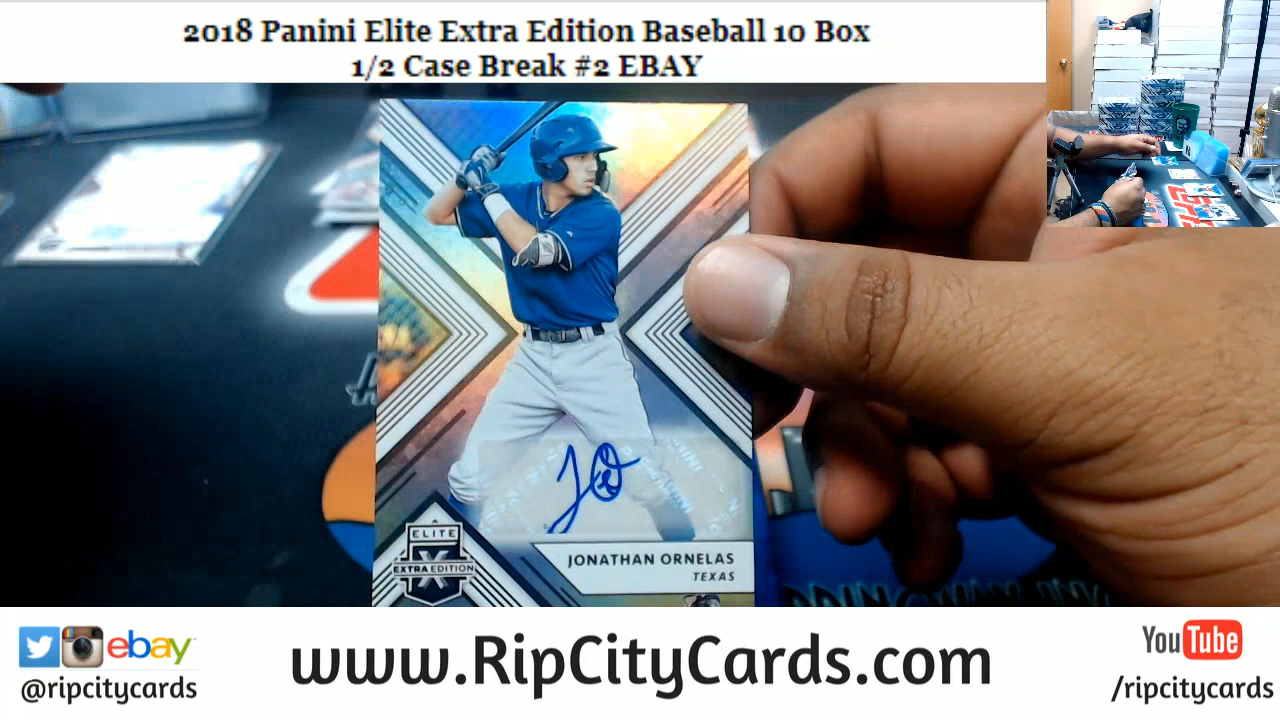 2018 Panini Elite Extra Edition Baseball 10 Box
1/2 Case Break #2 EBAY
ELITE
X
EXTRA EDITION
JONATHAN ORNELAS
TEXAS
ebay
@ripcitycards
www.RipCityCards.com
YouTube
/ripcitycards